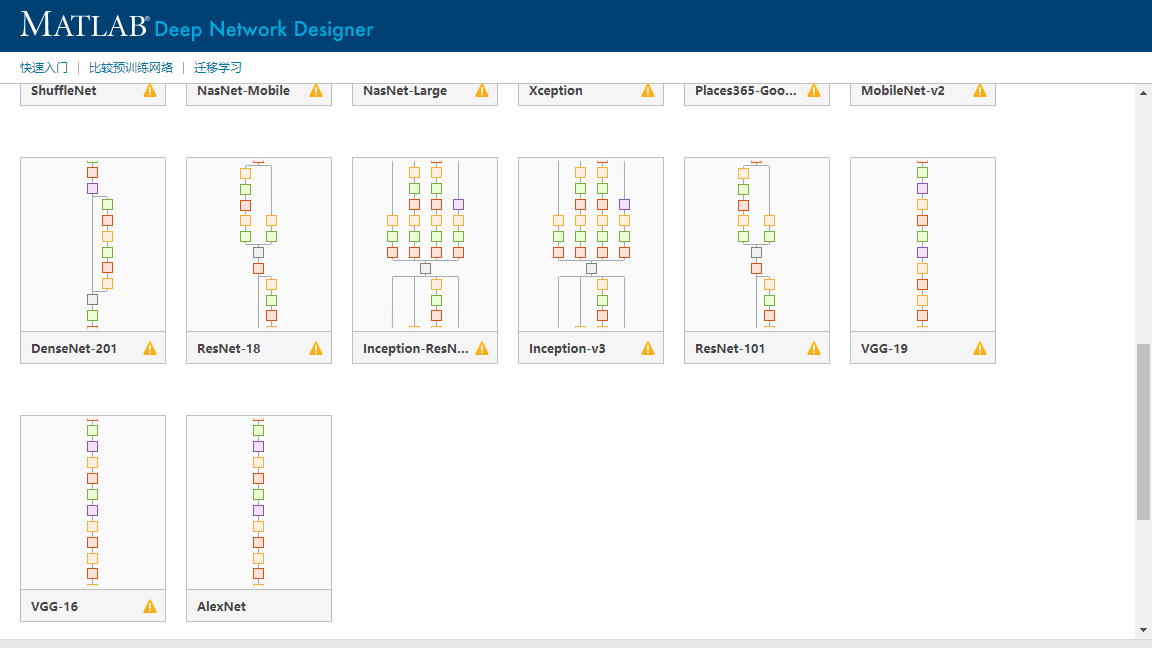 MATLAB® Deep Network Designer
快速入门 | 比较预训练网络 | 迁移学习
ShuffleNet NasNet-Mobile NasNet-Large Xception Places365-Goo... MobileNet-v2
DenseNet-201 ResNet-18 Inception-ResN... Inception-v3 ResNet-101 VGG-19
VGG-16 AlexNet